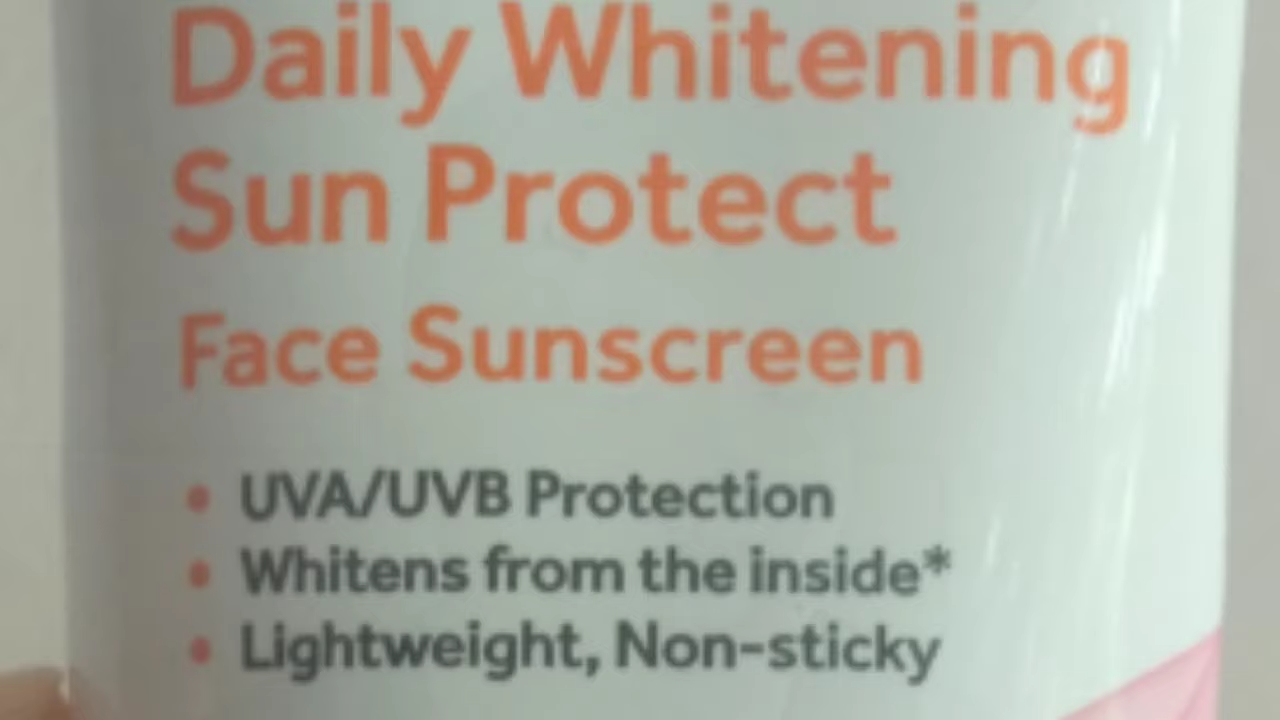 Daily Whitening
Sun Protect
Face Sunscreen
• UVA/UVB Protection
• Whitens from the inside*
• Lightweight, Non-sticky